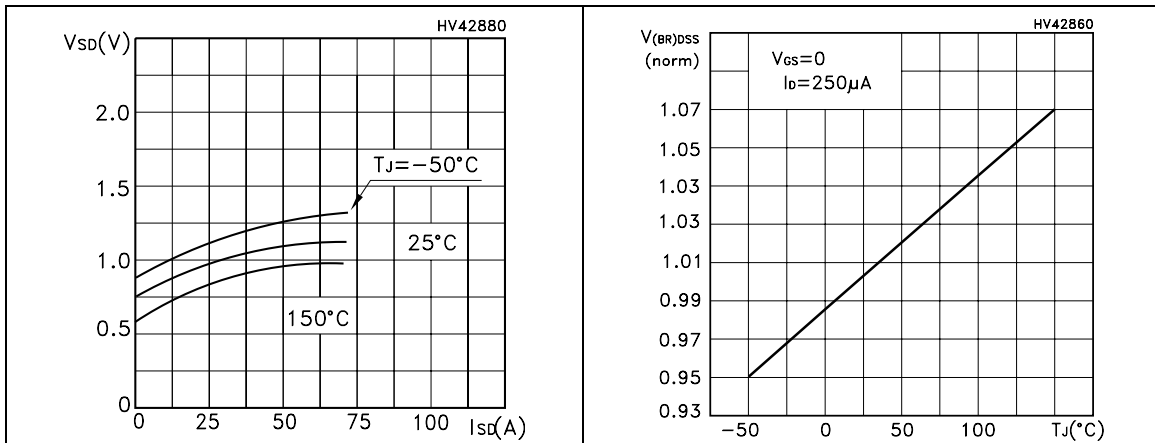 HV42880
VSD(V)
2.0
1.5
1.0
0.5
0
TJ=−50°C
25°C
150°C
0 25 50 75 100 ISD(A)
HV42860
V(BR)DSS
(norm)
VGS=0
ID=250µA
1.07
1.05
1.03
1.03
1.01
0.99
0.97
0.95
0.93
−50 0 50 100 TJ(°C)